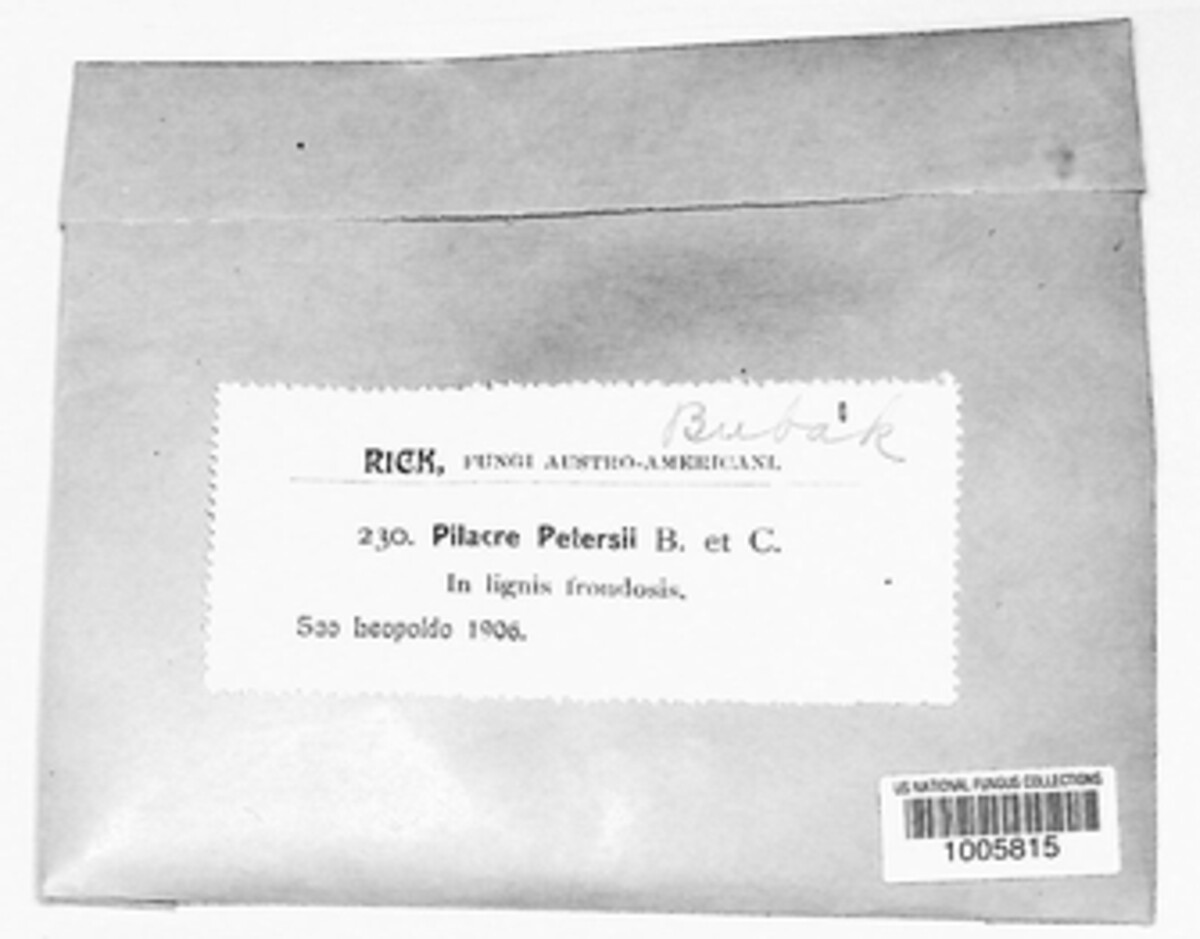 Bubák
RICK, FUNGI AUSTRO-AMERICANI.
230. Pilacre Petersii B. et C.
In lignis frondosis.
Sao Leopoldo 1906.
US NATIONAL FUNGUS COLLECTIONS
1005815